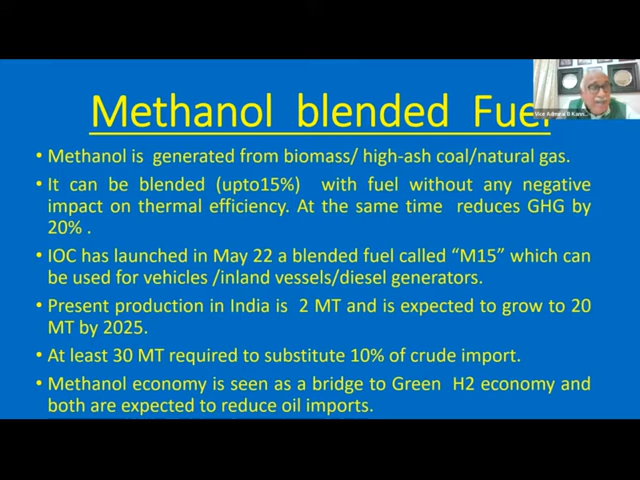 Methanol blended Fuel
Vice Admiral B Kann...
• Methanol is generated from biomass/ high-ash coal/natural gas.
• It can be blended (upto15%) with fuel without any negative
impact on thermal efficiency. At the same time reduces GHG by
20% .
• IOC has launched in May 22 a blended fuel called “M15” which can
be used for vehicles /inland vessels/diesel generators.
• Present production in India is 2 MT and is expected to grow to 20
MT by 2025.
• At least 30 MT required to substitute 10% of crude import.
• Methanol economy is seen as a bridge to Green H2 economy and
both are expected to reduce oil imports.